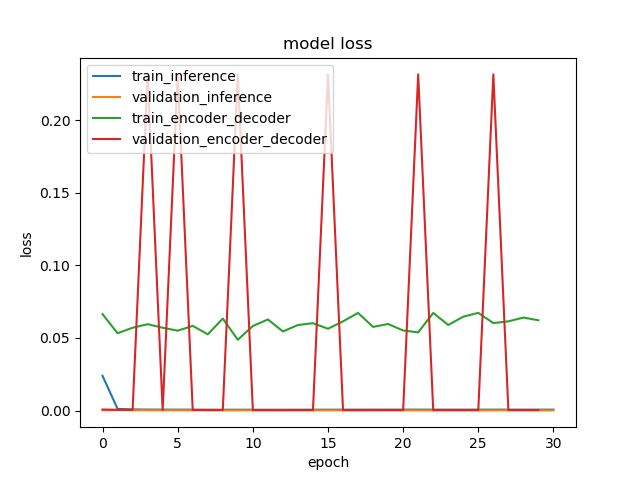 model loss
train_inference
validation_inference
train_encoder_decoder
validation_encoder_decoder
loss
0.20
0.15
0.10
0.05
0.00
0 5 10 15 20 25 30
epoch